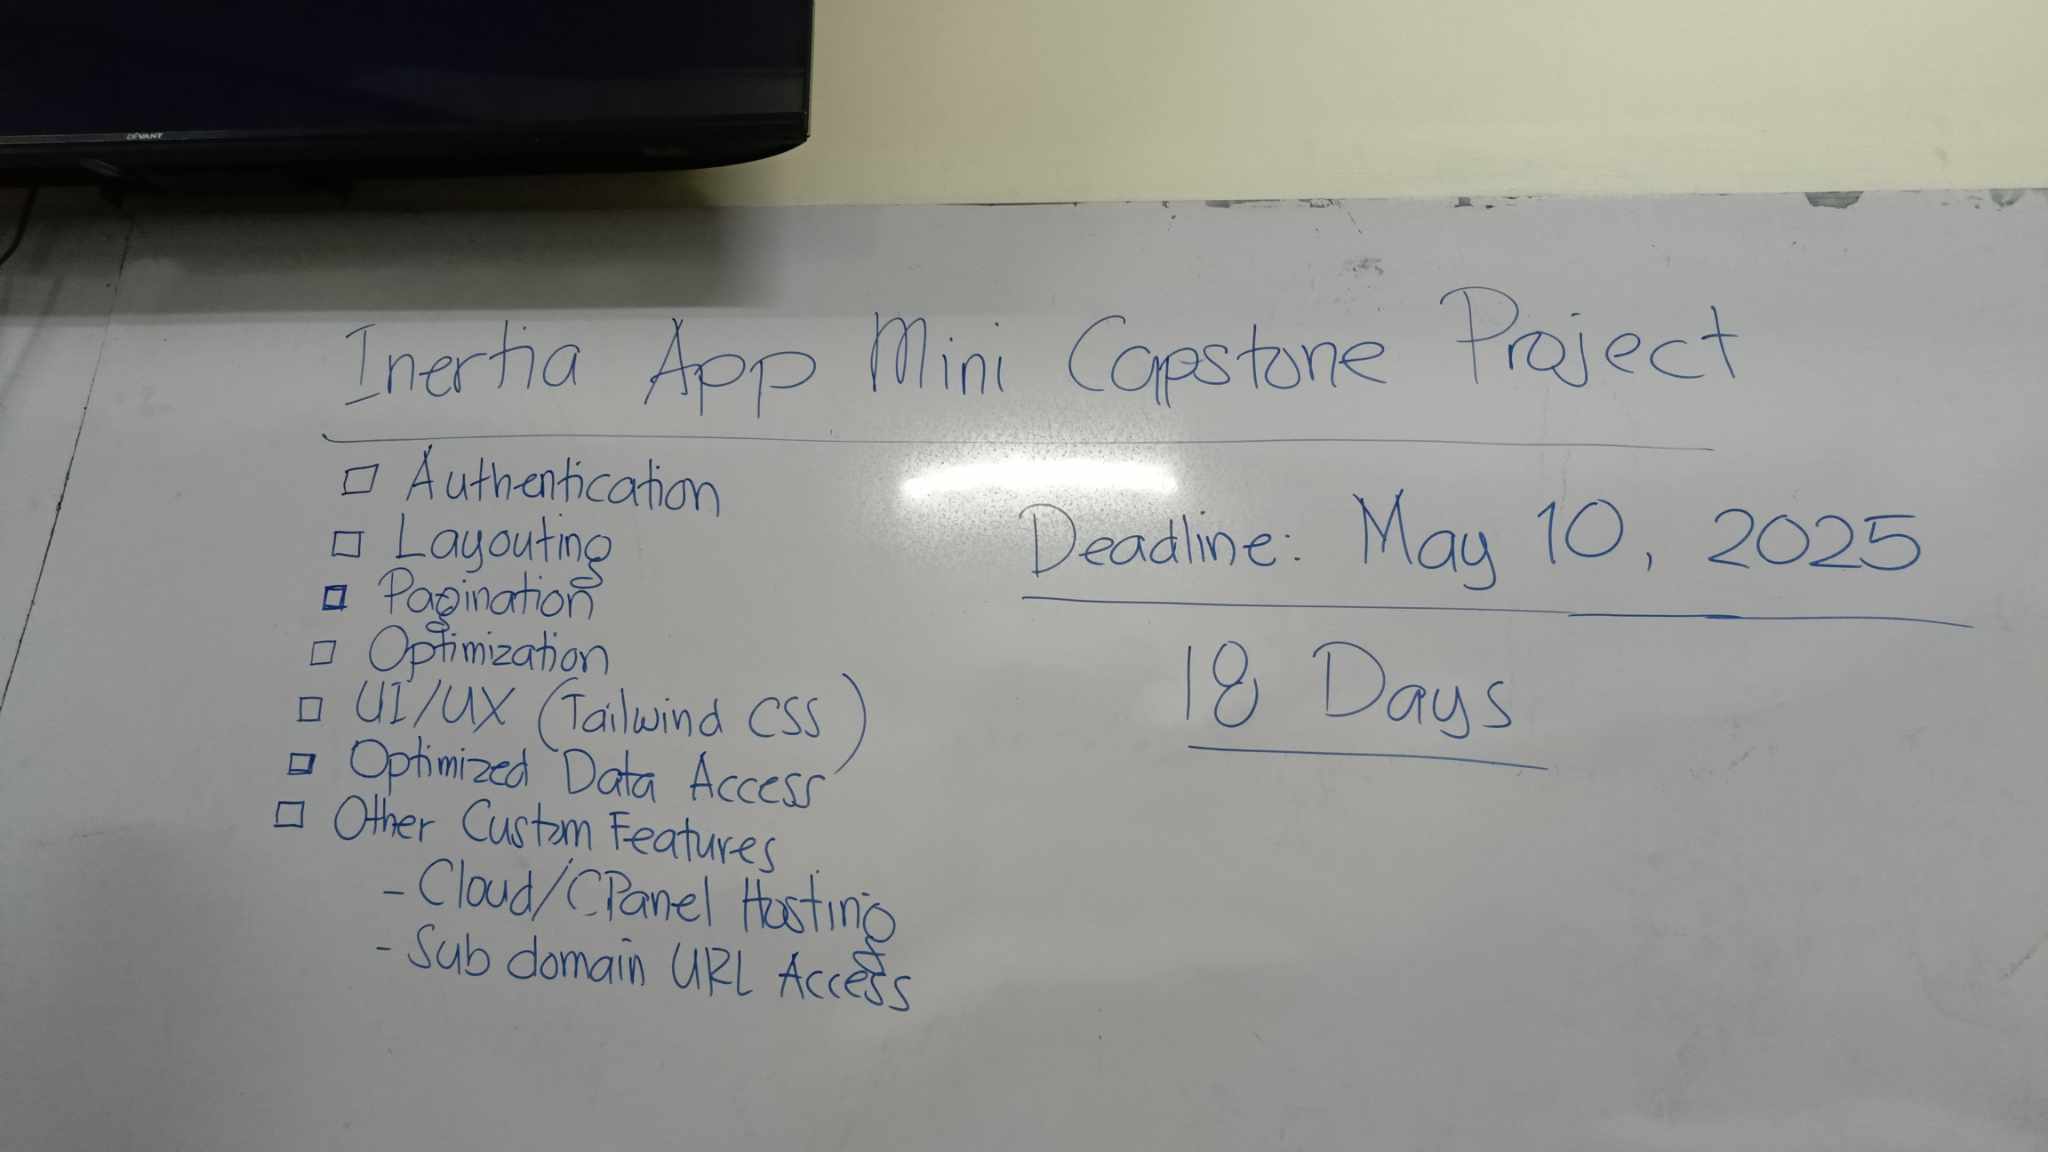 DEVANT
Inertia App Mini Capstone Project
☐ Authentication
☐ Layouting
☐ Pagination
☐ Optimization
☐ UI/UX (Tailwind CSS)
☐ Optimized Data Access
☐ Other Custom Features
- Cloud/CPanel Hosting
- Sub domain URL Access
Deadline: May 10, 2025
18 Days